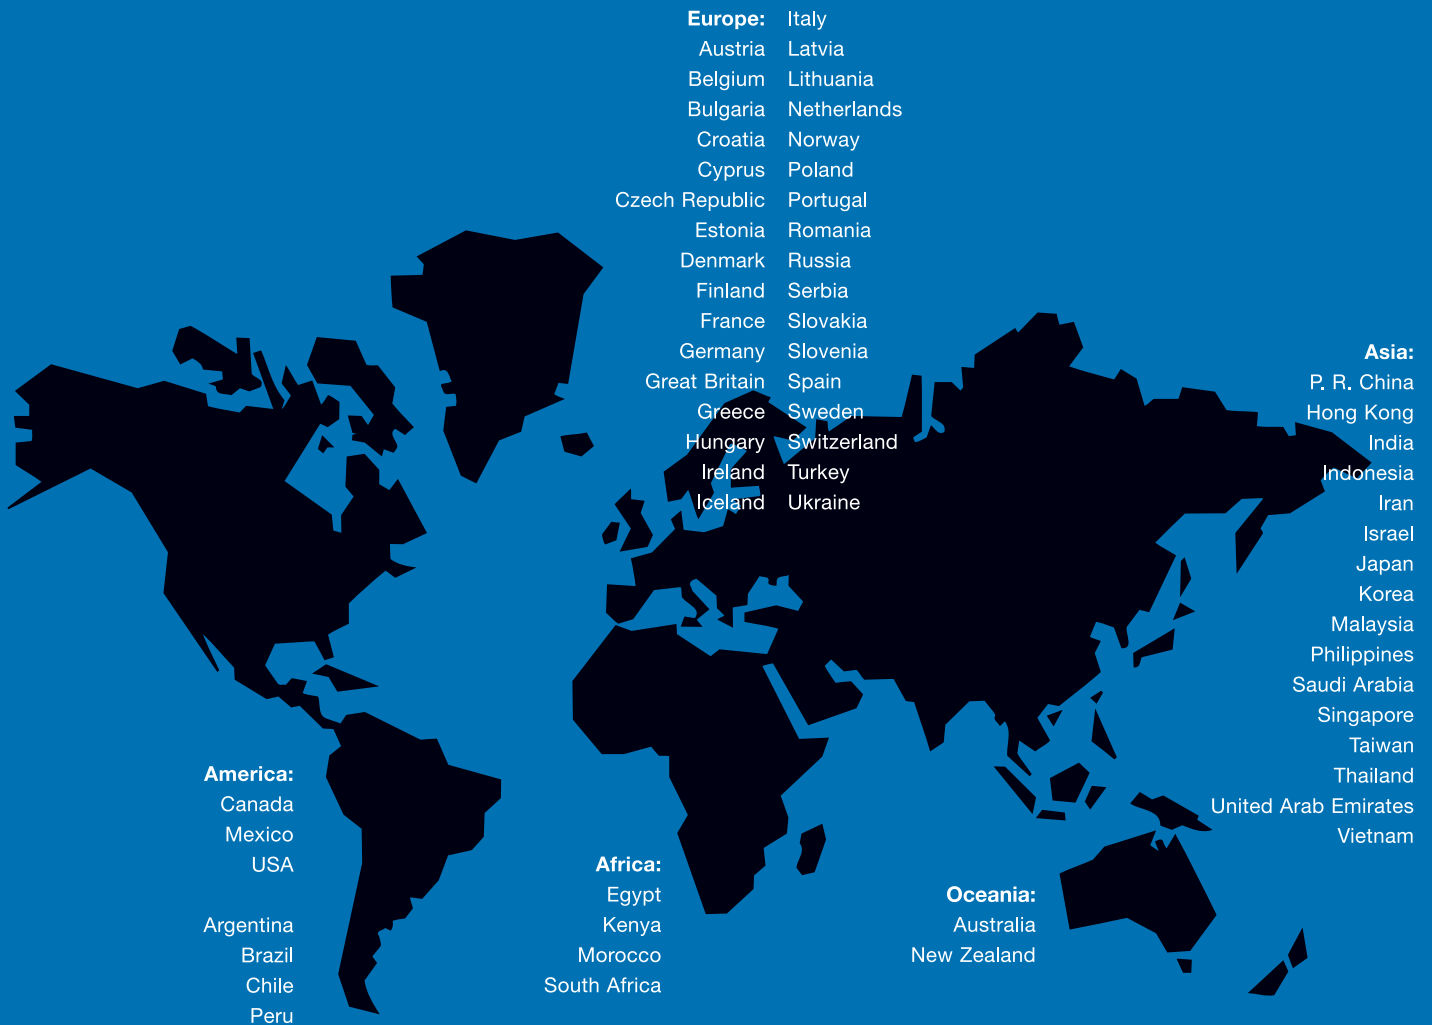 Europe:
Austria
Belgium
Bulgaria
Croatia
Cyprus
Czech Republic
Estonia
Denmark
Finland
France
Germany
Great Britain
Greece
Hungary
Ireland
Iceland
Italy
Latvia
Lithuania
Netherlands
Norway
Poland
Portugal
Romania
Russia
Serbia
Slovakia
Slovenia
Spain
Sweden
Switzerland
Turkey
Ukraine
Asia:
P. R. China
Hong Kong
India
Indonesia
Iran
Israel
Japan
Korea
Malaysia
Philippines
Saudi Arabia
Singapore
Taiwan
Thailand
United Arab Emirates
Vietnam
America:
Canada
Mexico
USA
Argentina
Brazil
Chile
Peru
Africa:
Egypt
Kenya
Morocco
South Africa
Oceania:
Australia
New Zealand